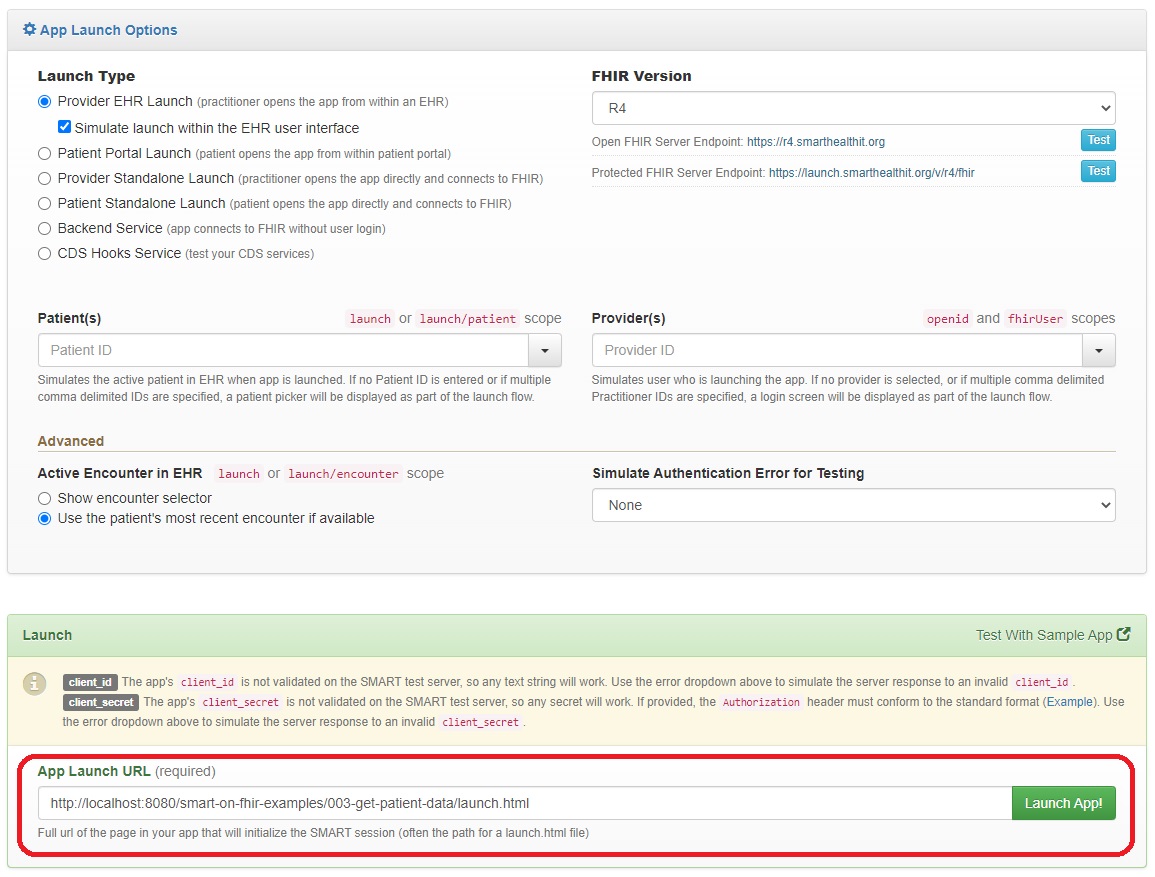 App Launch Options
Launch Type
Provider EHR Launch (practitioner opens the app from within an EHR)
Simulate launch within the EHR user interface
Patient Portal Launch (patient opens the app from within patient portal)
Provider Standalone Launch (practitioner opens the app directly and connects to FHIR)
Patient Standalone Launch (patient opens the app directly and connects to FHIR)
Backend Service (app connects to FHIR without user login)
CDS Hooks Service (test your CDS services)
FHIR Version
R4
Open FHIR Server Endpoint: https://r4.smarthealthit.org Test
Protected FHIR Server Endpoint: https://launch.smarthealthit.org/v/r4/fhir Test
Patient(s) launch or launch/patient scope
Patient ID
Simulates the active patient in EHR when app is launched. If no Patient ID is entered or if multiple
comma delimited IDs are specified, a patient picker will be displayed as part of the launch flow.
Provider(s) openid and fhirUser scopes
Provider ID
Simulates user who is launching the app. If no provider is selected, or if multiple comma delimited
Practitioner IDs are specified, a login screen will be displayed as part of the launch flow.
Advanced
Active Encounter in EHR launch or launch/encounter scope
Show encounter selector
Use the patient's most recent encounter if available
Simulate Authentication Error for Testing
None
Launch Test With Sample App
client_id The app's client_id is not validated on the SMART test server, so any text string will work. Use the error dropdown above to simulate the server response to an invalid client_id .
client_secret The app's client_secret is not validated on the SMART test server, so any secret will work. If provided, the Authorization header must conform to the standard format (Example). Use
the error dropdown above to simulate the server response to an invalid client_secret .
App Launch URL (required)
http://localhost:8080/smart-on-fhir-examples/003-get-patient-data/launch.html Launch App!
Full url of the page in your app that will initialize the SMART session (often the path for a launch.html file)